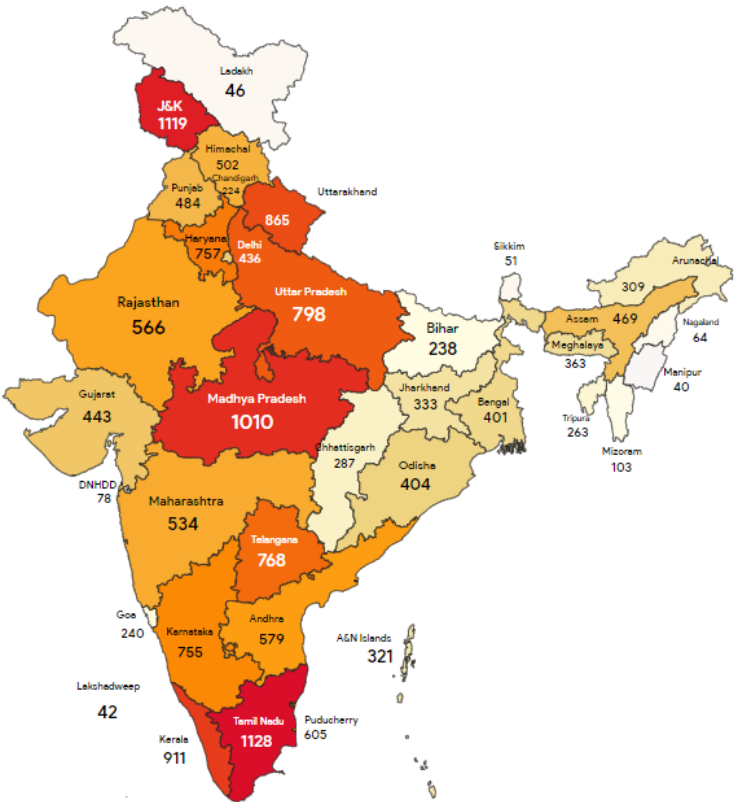 Ladakh
46
J&K
1119
Himachal
502
Chandigarh
224
Punjab
484
Uttarakhand
865
Haryana
757
Delhi
436
Sikkim
51
Arunachal
309
Rajasthan
566
Uttar Pradesh
798
Bihar
238
Assam
469
Nagaland
64
Meghalaya
363
Manipur
40
Gujarat
443
Madhya Pradesh
1010
Jharkhand
333
Bengal
401
Tripura
263
Mizoram
103
Chhattisgarh
287
Odisha
404
DNHDD
78
Maharashtra
534
Telangana
768
Goa
240
Karnataka
755
Andhra
579
A&N Islands
321
Lakshadweep
42
Kerala
911
Tamil Nadu
1128
Puducherry
605